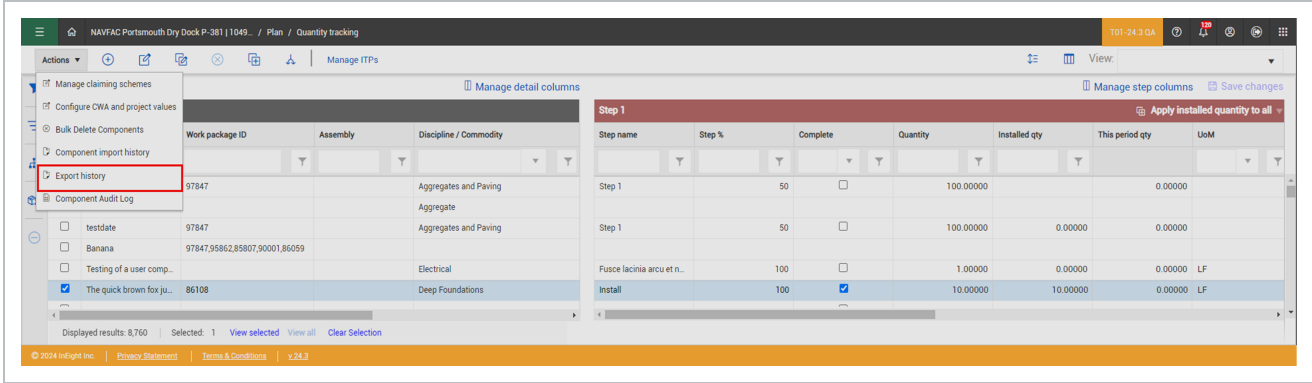 NAVFAC Portsmouth Dry Dock P-381 | 1049... / Plan / Quantity tracking T01-24.3 QA 120
Actions Manage ITPs View:
Manage claiming schemes
Configure CWA and project values
Bulk Delete Components
Component import history
Export history
Component Audit Log
Manage detail columns Manage step columns Save changes
Step 1 Apply installed quantity to all
Work package ID Assembly Discipline / Commodity Step name Step % Complete Quantity Installed qty This period qty UoM
97847 Aggregates and Paving Step 1 50 100.00000 0.00000
Aggregate
testdate 97847 Aggregates and Paving Step 1 50 100.00000 0.00000 0.00000
Banana 97847,95862,85807,90001,86059
Testing of a user comp... Electrical Fusce lacinia arcu et n... 100 1.00000 0.00000 0.00000 LF
The quick brown fox ju... 86108 Deep Foundations Install 100 10.00000 10.00000 0.00000 LF
Displayed results: 8,760 | Selected: 1 View selected View all Clear Selection
© 2024 InEight Inc. | Privacy Statement | Terms & Conditions | v 24.3